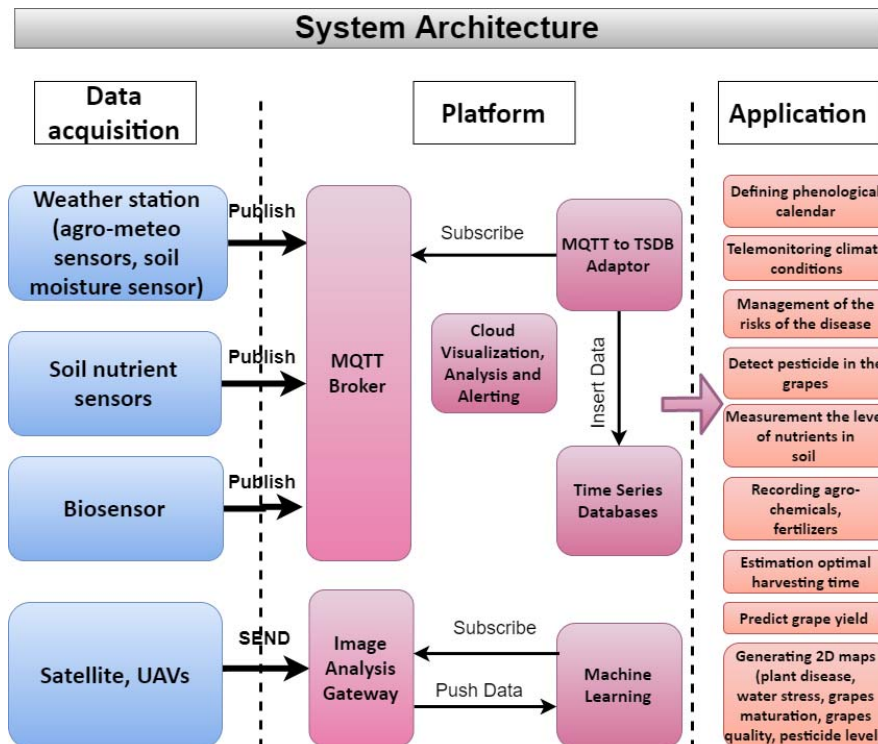 System Architecture
Data
acquisition
Platform
Application
Weather station
(agro-meteo
sensors, soil
moisture sensor)
Publish
Soil nutrient
sensors
Publish
Biosensor
Publish
Satellite, UAVs
SEND
MQTT
Broker
Subscribe
MQTT to TSDB
Adaptor
Cloud
Visualization,
Analysis and
Alerting
Insert Data
Time Series
Databases
Image
Analysis
Gateway
Subscribe
Push Data
Machine
Learning
Defining phenological
calendar
Telemonitoring climat
conditions
Management of the
risks of the disease
Detect pesticide in the
grapes
Measurement the leve
of nutrients in
soil
Recording agro-
chemicals,
fertilizers
Estimation optimal
harvesting time
Predict grape yield
Generating 2D maps
(plant disease,
water stress, grapes
maturation, grapes
quality, pesticide level